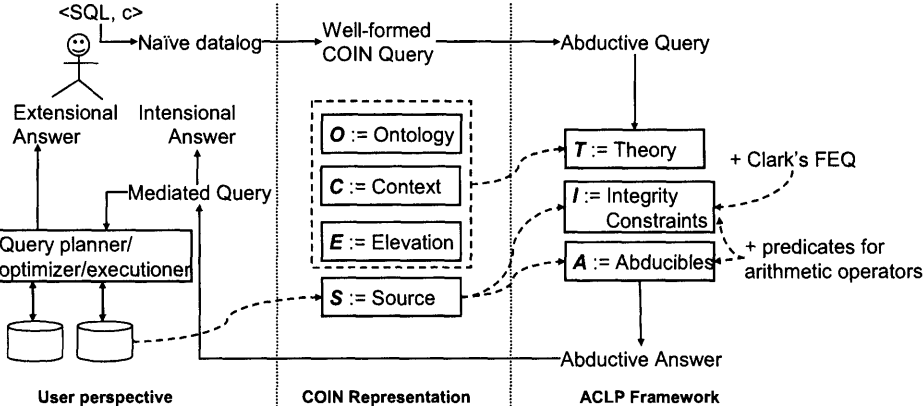 <SQL, c>
Naïve datalog
Well-formed
COIN Query
Abductive Query
Extensional
Answer
Intensional
Answer
O := Ontology
T := Theory
+ Clark's FEQ
C := Context
Mediated Query
I := Integrity
Constraints
E := Elevation
Query planner/
optimizer/executioner
A := Abducibles
+ predicates for
arithmetic operators
S := Source
Abductive Answer
User perspective
COIN Representation
ACLP Framework